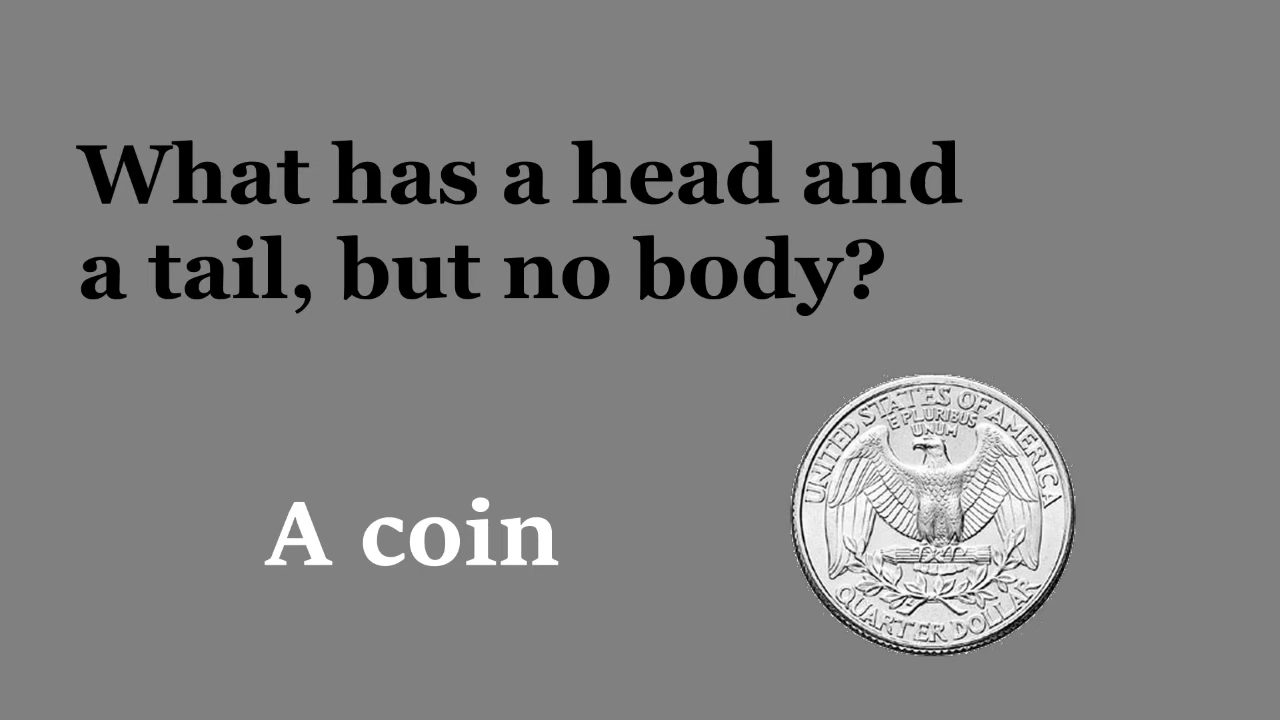 What has a head and
a tail, but no body?
A coin
UNITED STATES OF AMERICA
E PLURIBUS
UNUM
QUARTER DOLLAR